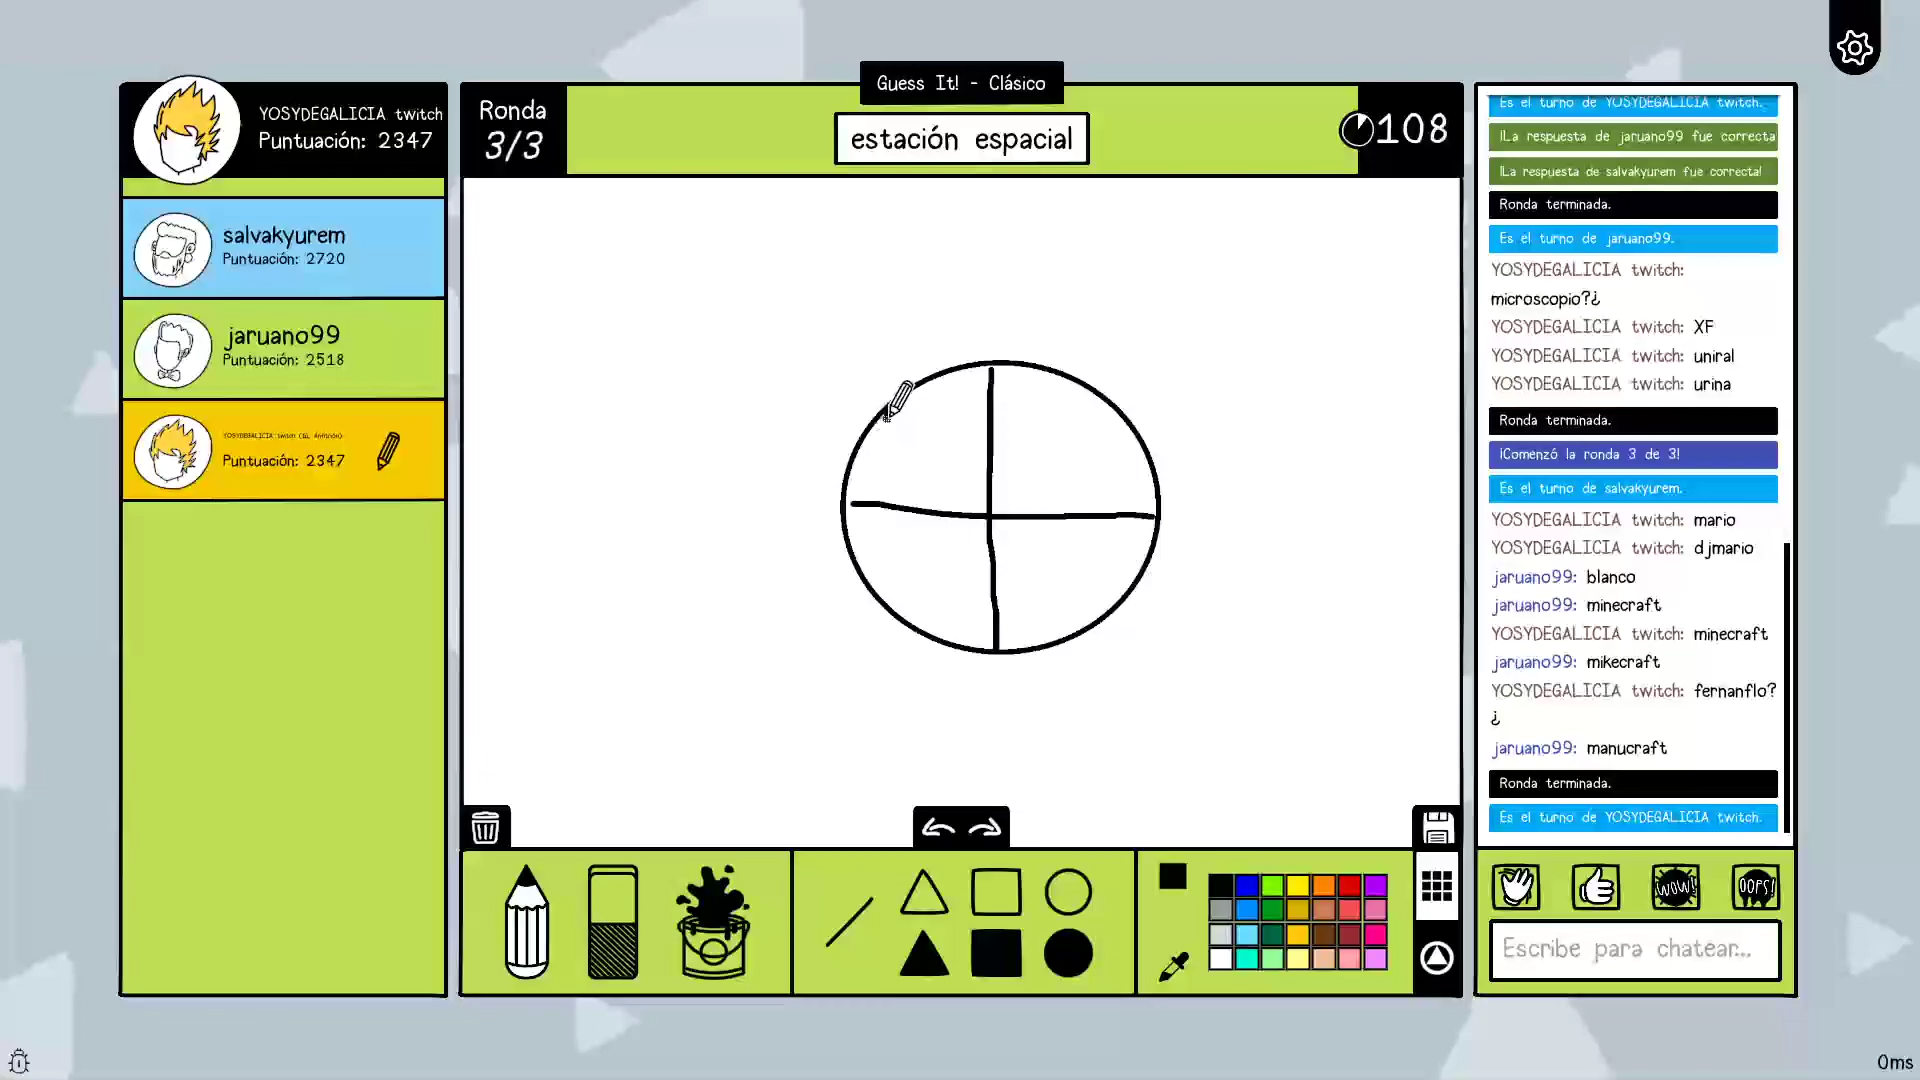 Guess It! - Clásico
YOSYDEGALICIA twitch
Puntuación: 2347
Ronda
3/3
estación espacial
108
salvakyurem
Puntuación: 2720
jaruano99
Puntuación: 2518
YOSYDEGALICIA twitch
Puntuación: 2347
Es el turno de YOSYDEGALICIA twitch.
¡La respuesta de jaruano99 fue correcta
¡La respuesta de salvakyurem fue correcta!
Ronda terminada.
Es el turno de jaruano99.
YOSYDEGALICIA twitch:
microscopio?¿
YOSYDEGALICIA twitch: XF
YOSYDEGALICIA twitch: uniral
YOSYDEGALICIA twitch: urina
Ronda terminada.
¡Comenzó la ronda 3 de 3!
Es el turno de salvakyurem.
YOSYDEGALICIA twitch: mario
YOSYDEGALICIA twitch: djmario
jaruano99: blanco
jaruano99: minecraft
YOSYDEGALICIA twitch: minecraft
jaruano99: mikecraft
YOSYDEGALICIA twitch: fernanflo?
¿
jaruano99: manucraft
Ronda terminada.
Es el turno de YOSYDEGALICIA twitch.
WOW!
OOPS!
Escribe para chatear...
0ms